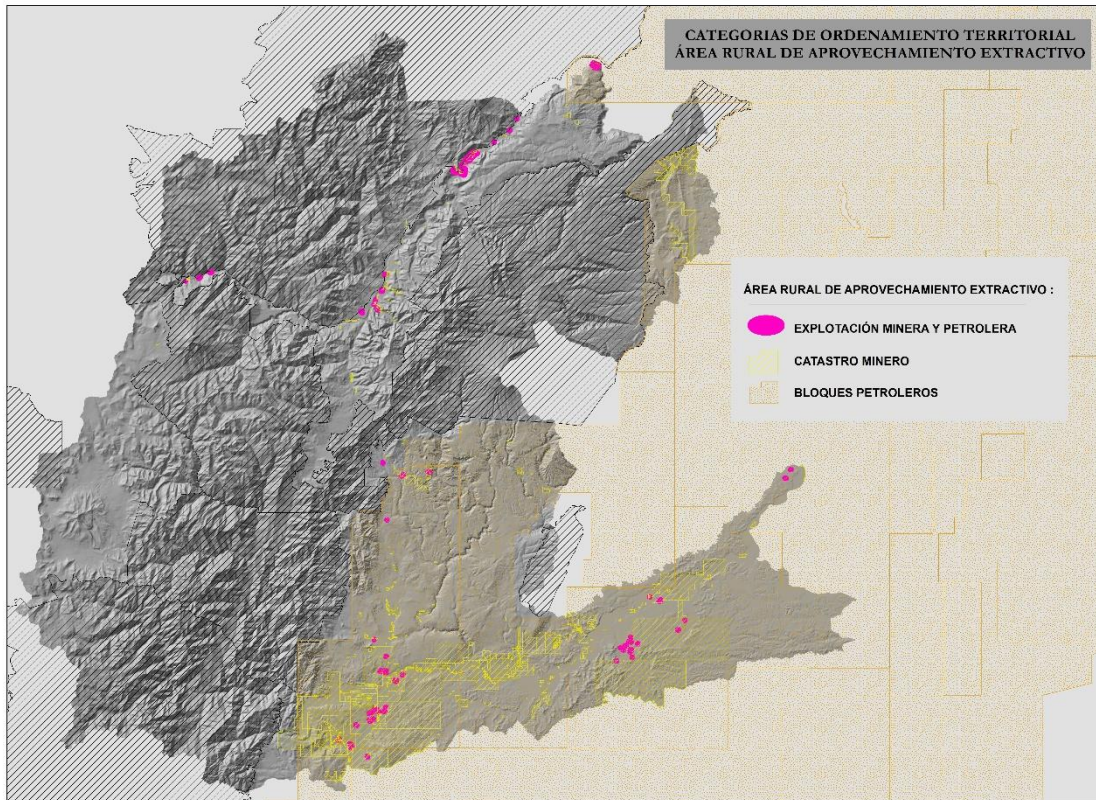 CATEGORIAS DE ORDENAMIENTO TERRITORIAL
ÁREA RURAL DE APROVECHAMIENTO EXTRACTIVO
ÁREA RURAL DE APROVECHAMIENTO EXTRACTIVO :
EXPLOTACIÓN MINERA Y PETROLERA
CATASTRO MINERO
BLOQUES PETROLEROS